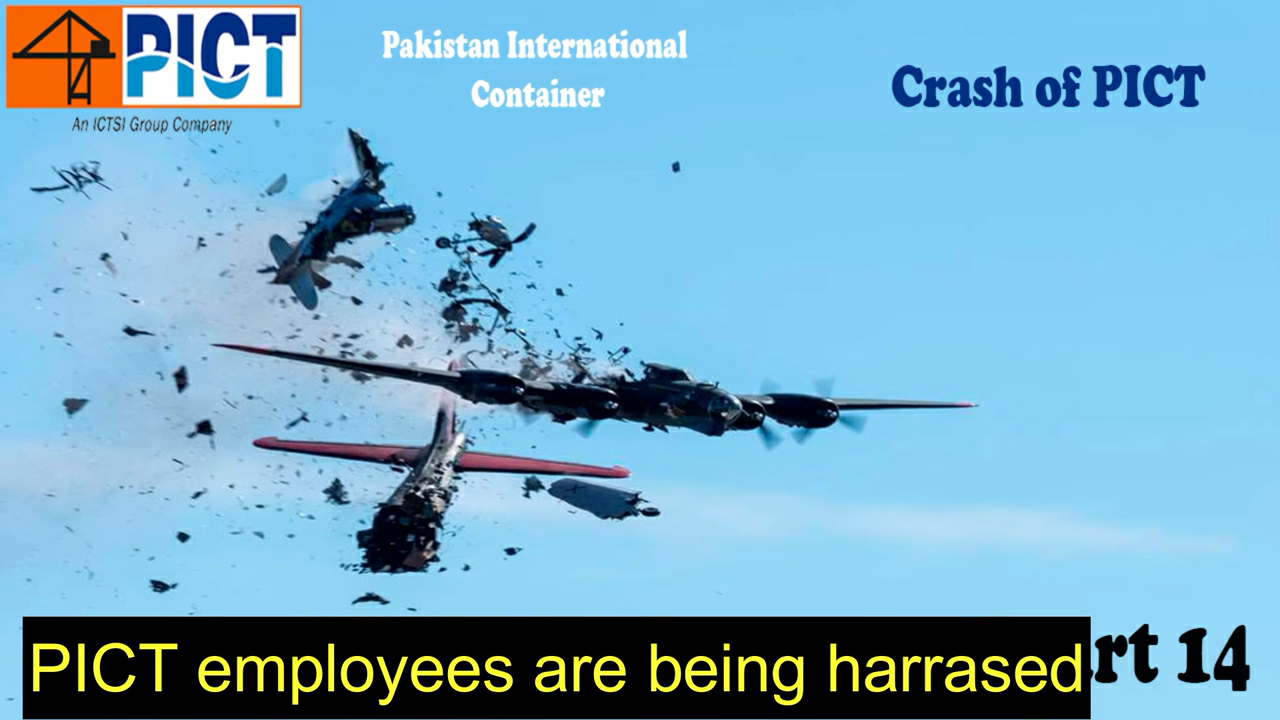 PICT
An ICTSI Group Company
Pakistan International
Container
Crash of PICT
rt 14
PICT employees are being harrased